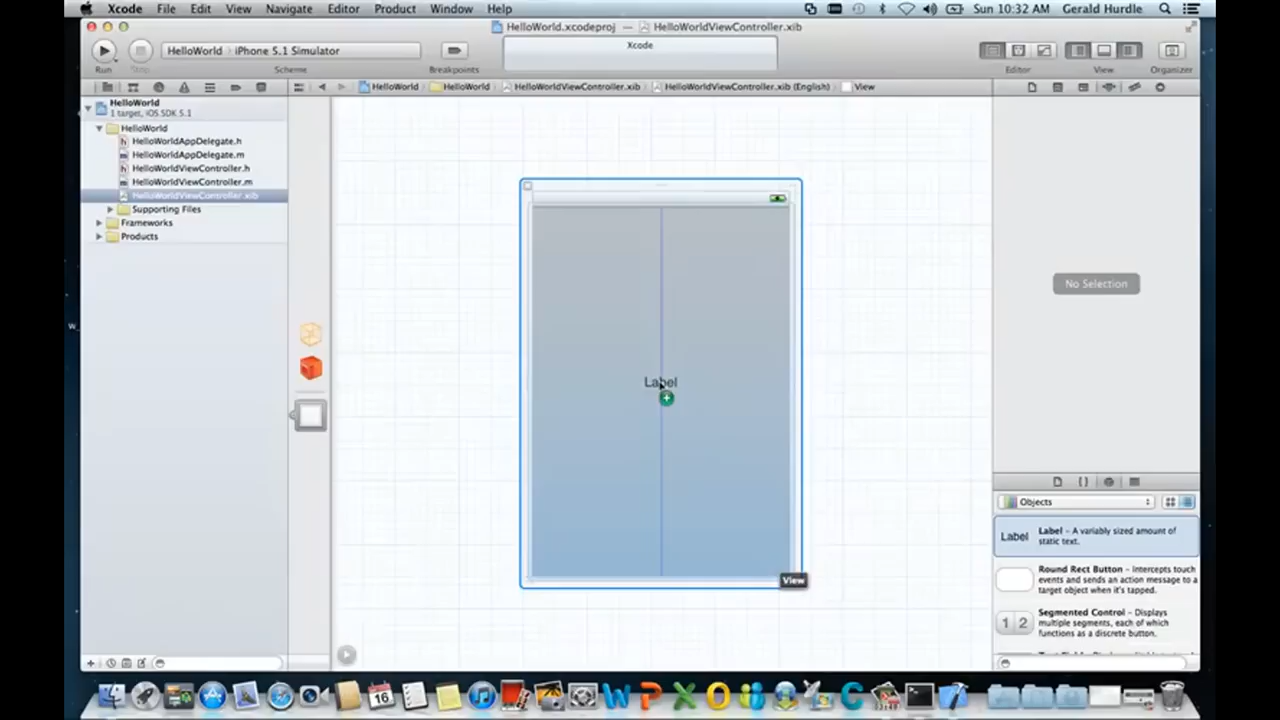 Xcode File Edit View Navigate Editor Product Window Help Sun 10:32 AM Gerald Hurdle
HelloWorld.xcodeproj — HelloWorldViewController.xib
HelloWorld iPhone 5.1 Simulator
Xcode
Run Stop Scheme Breakpoints Editor View Organizer
HelloWorld HelloWorld HelloWorldViewController.xib HelloWorldViewController.xib (English) View
HelloWorld
1 target, iOS SDK 5.1
HelloWorld
HelloWorldAppDelegate.h
HelloWorldAppDelegate.m
HelloWorldViewController.h
HelloWorldViewController.m
HelloWorldViewController.xib
Supporting Files
Frameworks
Products
No Selection
Label
View
Objects
Label
Label – A variably sized amount of
static text.
Round Rect Button – Intercepts touch
events and sends an action message to a
target object when it's tapped.
1 2
Segmented Control – Displays
multiple segments, each of which
functions as a discrete button.
16